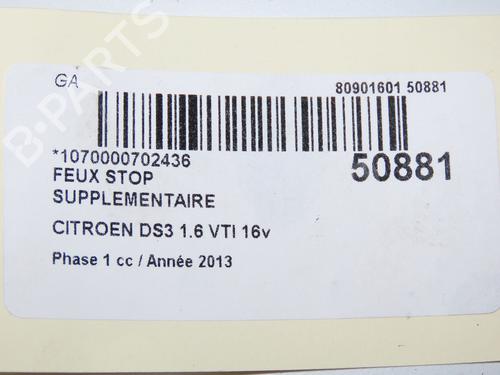 B-PARTS
GA
80901601 50881
*1070000702436
50881
FEUX STOP
SUPPLEMENTAIRE
CITROEN DS3 1.6 VTI 16v
Phase 1 cc / Année 2013